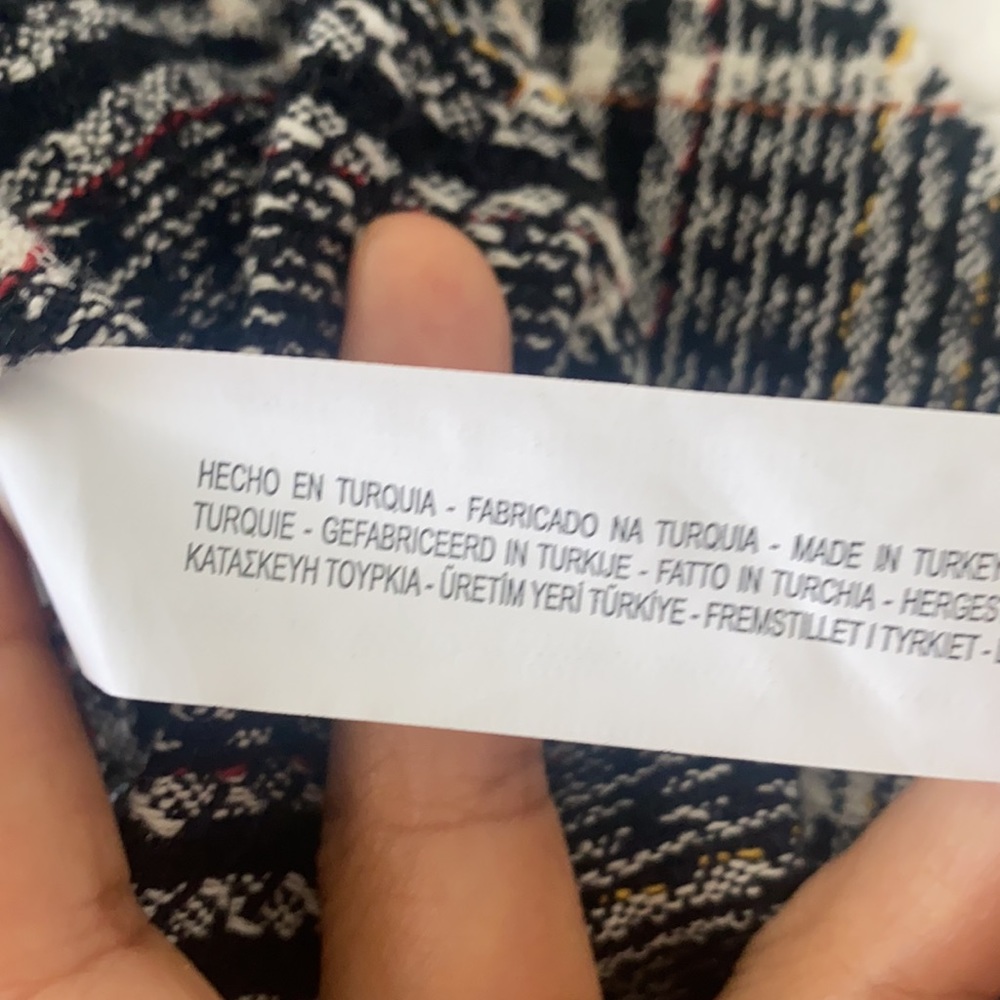 HECHO EN TURQUIA - FABRICADO NA TURQUIA - MADE IN TURKEY
TURQUIE - GEFABRICEERD IN TURKIJE - FATTO IN TURCHIA - HERGES
ΚΑΤΑΣΚΕΥΗ ΤΟΥΡΚΙΑ - ÜRETİM YERİ TÜRKİYE - FREMSTILLET I TYRKIET -